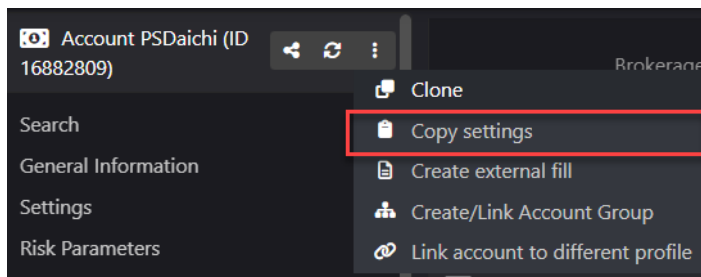 Account PSDaichi (ID
16882809)
Brokerage
Clone
Search
Copy settings
General Information
Create external fill
Settings
Create/Link Account Group
Risk Parameters
Link account to different profile